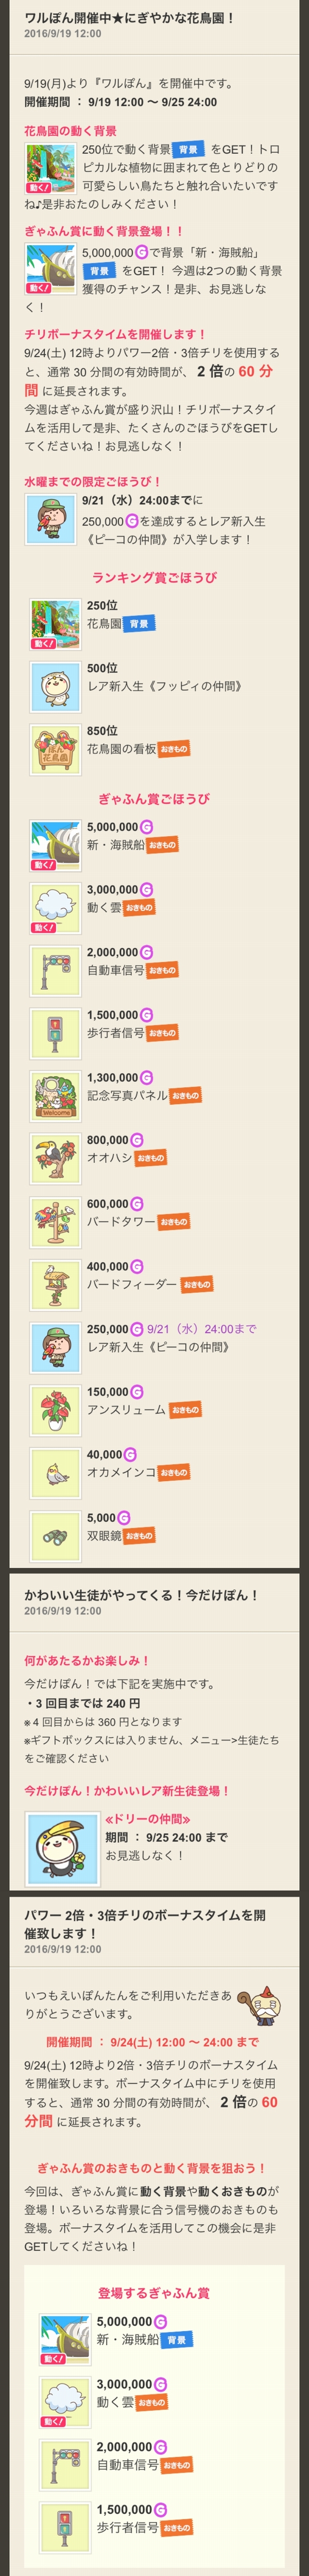 ワルぽん開催中★にぎやかな花鳥園！
2016/9/19 12:00
9/19(月)より『ワルぽん』を開催中です。
開催期間 ： 9/19 12:00 〜 9/25 24:00
花鳥園の動く背景
250位で動く背景 背景 をGET！トロ
ピカルな植物に囲まれて色とりどりの
動く！
可愛らしい鳥たちと触れ合いたいです
ね♪是非おたのしみください！
ぎゃふん賞に動く背景登場！！
5,000,000Ｇで背景「新・海賊船」
背景 をGET！ 今週は2つの動く背景
動く！
獲得のチャンス！是非、お見逃しな
く！
チリボーナスタイムを開催します！
9/24(土) 12時よりパワー2倍・3倍チリを使用する
と、通常 30 分間の有効時間が、 2 倍の 60 分
間 に延長されます。
今週はぎゃふん賞が盛り沢山！チリボーナスタイ
ムを活用して是非、たくさんのごほうびをGETし
てくださいね！お見逃しなく！
水曜までの限定ごほうび！
9/21（水）24:00までに
250,000Ｇを達成するとレア新入生
《ピーコの仲間》が入学します！
ランキング賞ごほうび
250位
花鳥園 背景
動く！
500位
レア新入生《フッピィの仲間》
850位
花鳥園の看板 おきもの
ぽん
花鳥園
ぎゃふん賞ごほうび
5,000,000Ｇ
新・海賊船 おきもの
動く！
3,000,000Ｇ
動く雲 おきもの
動く！
2,000,000Ｇ
自動車信号 おきもの
1,500,000Ｇ
歩行者信号 おきもの
1,300,000Ｇ
記念写真パネル おきもの
Welcome
800,000Ｇ
オオハシ おきもの
600,000Ｇ
バードタワー おきもの
400,000Ｇ
バードフィーダー おきもの
250,000Ｇ 9/21（水）24:00まで
レア新入生《ピーコの仲間》
150,000Ｇ
アンスリューム おきもの
40,000Ｇ
オカメインコ おきもの
5,000Ｇ
双眼鏡 おきもの
かわいい生徒がやってくる！今だけぽん！
2016/9/19 12:00
何があたるかお楽しみ！
今だけぽん！では下記を実施中です。
・3 回目までは 240 円
※ 4 回目からは 360 円となります
※ギフトボックスには入りません、メニュー>生徒たち
をご確認ください
今だけぽん！かわいいレア新生徒登場！
≪ドリーの仲間≫
期間 ： 9/25 24:00 まで
お見逃しなく！
パワー 2倍・3倍チリのボーナスタイムを開
催致します！
2016/9/19 12:00
いつもえいぽんたんをご利用いただきあ
りがとうございます。
開催期間 ： 9/24(土) 12:00 〜 24:00 まで
9/24(土) 12時より2倍・3倍チリのボーナスタイム
を開催致します。ボーナスタイム中にチリを使用
すると、通常 30 分間の有効時間が、 2 倍の 60
分間 に延長されます。
ぎゃふん賞のおきものと動く背景を狙おう！
今回は、ぎゃふん賞に動く背景や動くおきものが
登場！いろいろな背景に合う信号機のおきものも
登場。ボーナスタイムを活用してこの機会に是非
GETしてくださいね！
登場するぎゃふん賞
5,000,000Ｇ
新・海賊船 背景
動く！
3,000,000Ｇ
動く雲 おきもの
動く！
2,000,000Ｇ
自動車信号 おきもの
1,500,000Ｇ
歩行者信号 おきもの